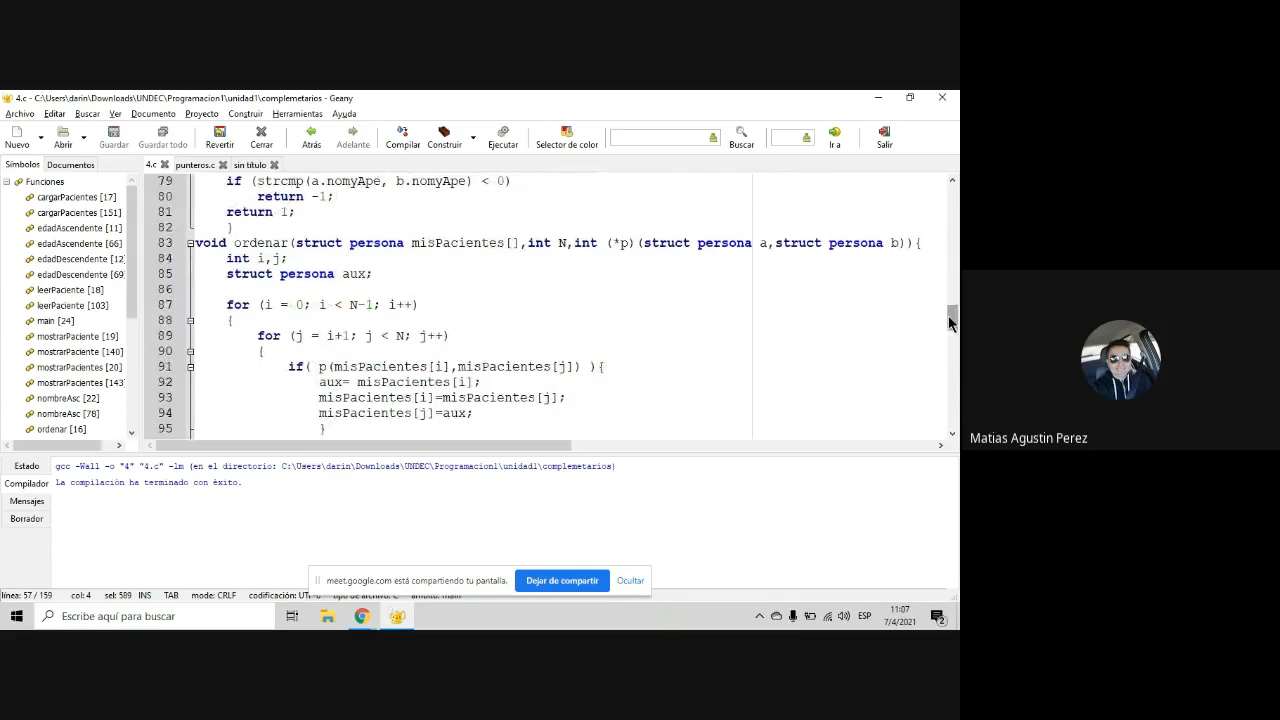 4.c - C:\Users\darin\Downloads\UNDEC\Programacion1\unidad1\complemetarios - Geany
Archivo Editar Buscar Ver Documento Proyecto Construir Herramientas Ayuda
Nuevo Abrir Guardar Guardar todo Revertir Cerrar Atrás Adelante Compilar Construir Ejecutar Selector de color Buscar Ir a Salir
Símbolos Documentos 4.c punteros.c sin título
Funciones
cargarPacientes [17]
cargarPacientes [151]
edadAscendente [11]
edadAscendente [66]
edadDescendente [12]
edadDescendente [69]
leerPaciente [18]
leerPaciente [103]
main [24]
mostrarPaciente [19]
mostrarPaciente [140]
mostrarPacientes [20]
mostrarPacientes [143]
nombreAsc [22]
nombreAsc [78]
ordenar [16]
79 if (strcmp(a.nomyApe, b.nomyApe) < 0)
80 return -1;
81 return 1;
82 }
83 void ordenar(struct persona misPacientes[],int N,int (*p)(struct persona a,struct persona b)){
84 int i,j;
85 struct persona aux;
86
87 for (i = 0; i < N-1; i++)
88 {
89 for (j = i+1; j < N; j++)
90 {
91 if( p(misPacientes[i],misPacientes[j]) ){
92 aux= misPacientes[i];
93 misPacientes[i]=misPacientes[j];
94 misPacientes[j]=aux;
95 }
Estado
Compilador
Mensajes
Borrador
gcc -Wall -o "4" "4.c" -lm (en el directorio: C:\Users\darin\Downloads\UNDEC\Programacion1\unidad1\complemetarios)
La compilación ha terminado con éxito.
meet.google.com está compartiendo tu pantalla. Dejar de compartir Ocultar
línea: 57 / 159 col: 4 sel: 589 INS TAB modo: CRLF codificación: UTF-8 tipo de archivo: C ámbito: main
Escribe aquí para buscar
ESP
11:07
7/4/2021
2
Matias Agustin Perez